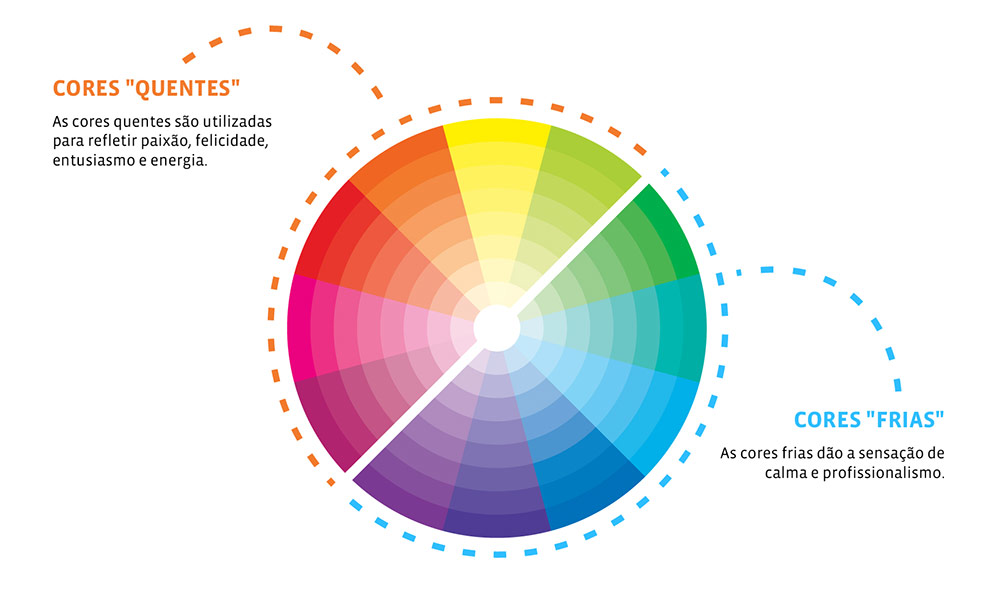 CORES "QUENTES"
As cores quentes são utilizadas
para refletir paixão, felicidade,
entusiasmo e energia.
CORES "FRIAS"
As cores frias dão a sensação de
calma e profissionalismo.